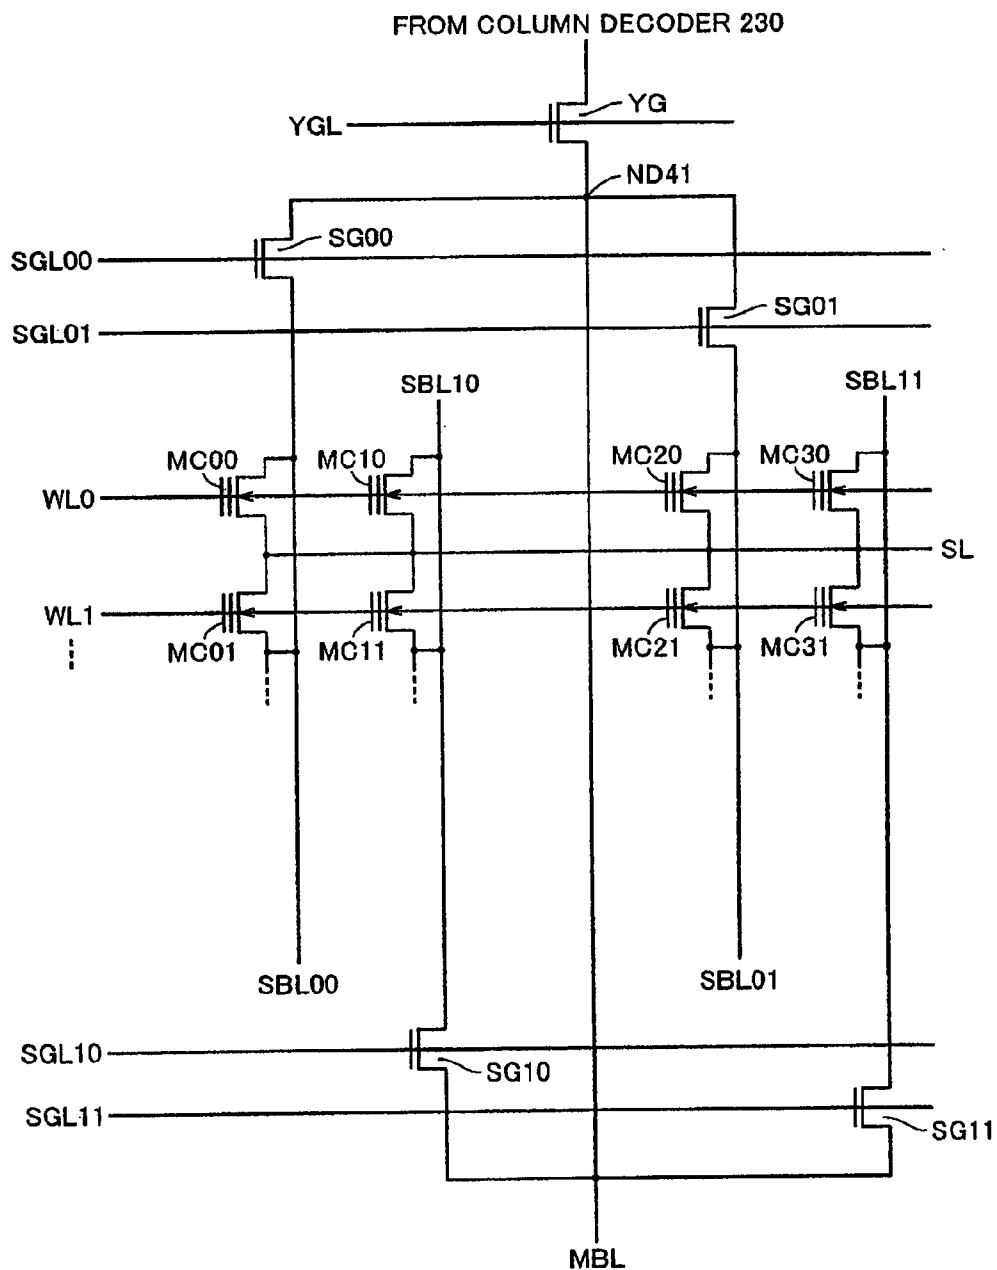 FROM COLUMN DECODER 230
YG
YGL
ND41
SG00
SGL00
SG01
SGL01
SBL10
SBL11
MC00
MC10
MC20
MC30
WL0
SL
WL1
MC01
MC11
MC21
MC31
SBL00
SBL01
SGL10
SG10
SGL11
SG11
MBL